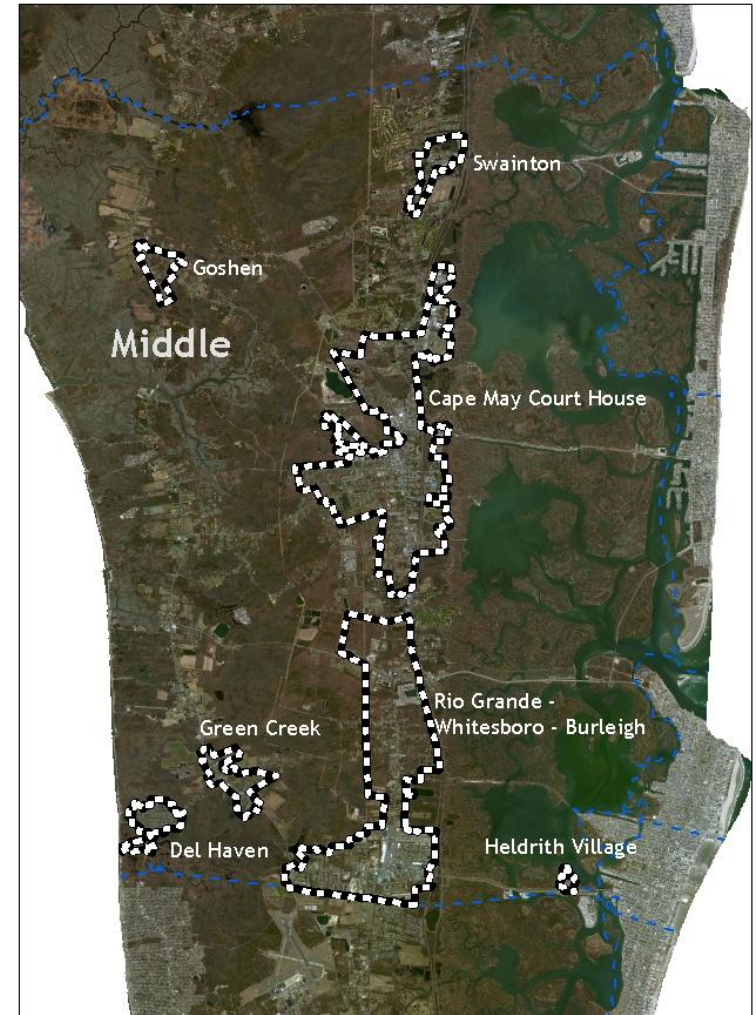 Swainton
Goshen
Middle
Cape May Court House
Rio Grande -
Whitesboro - Burleigh
Green Creek
Del Haven
Heldrith Village